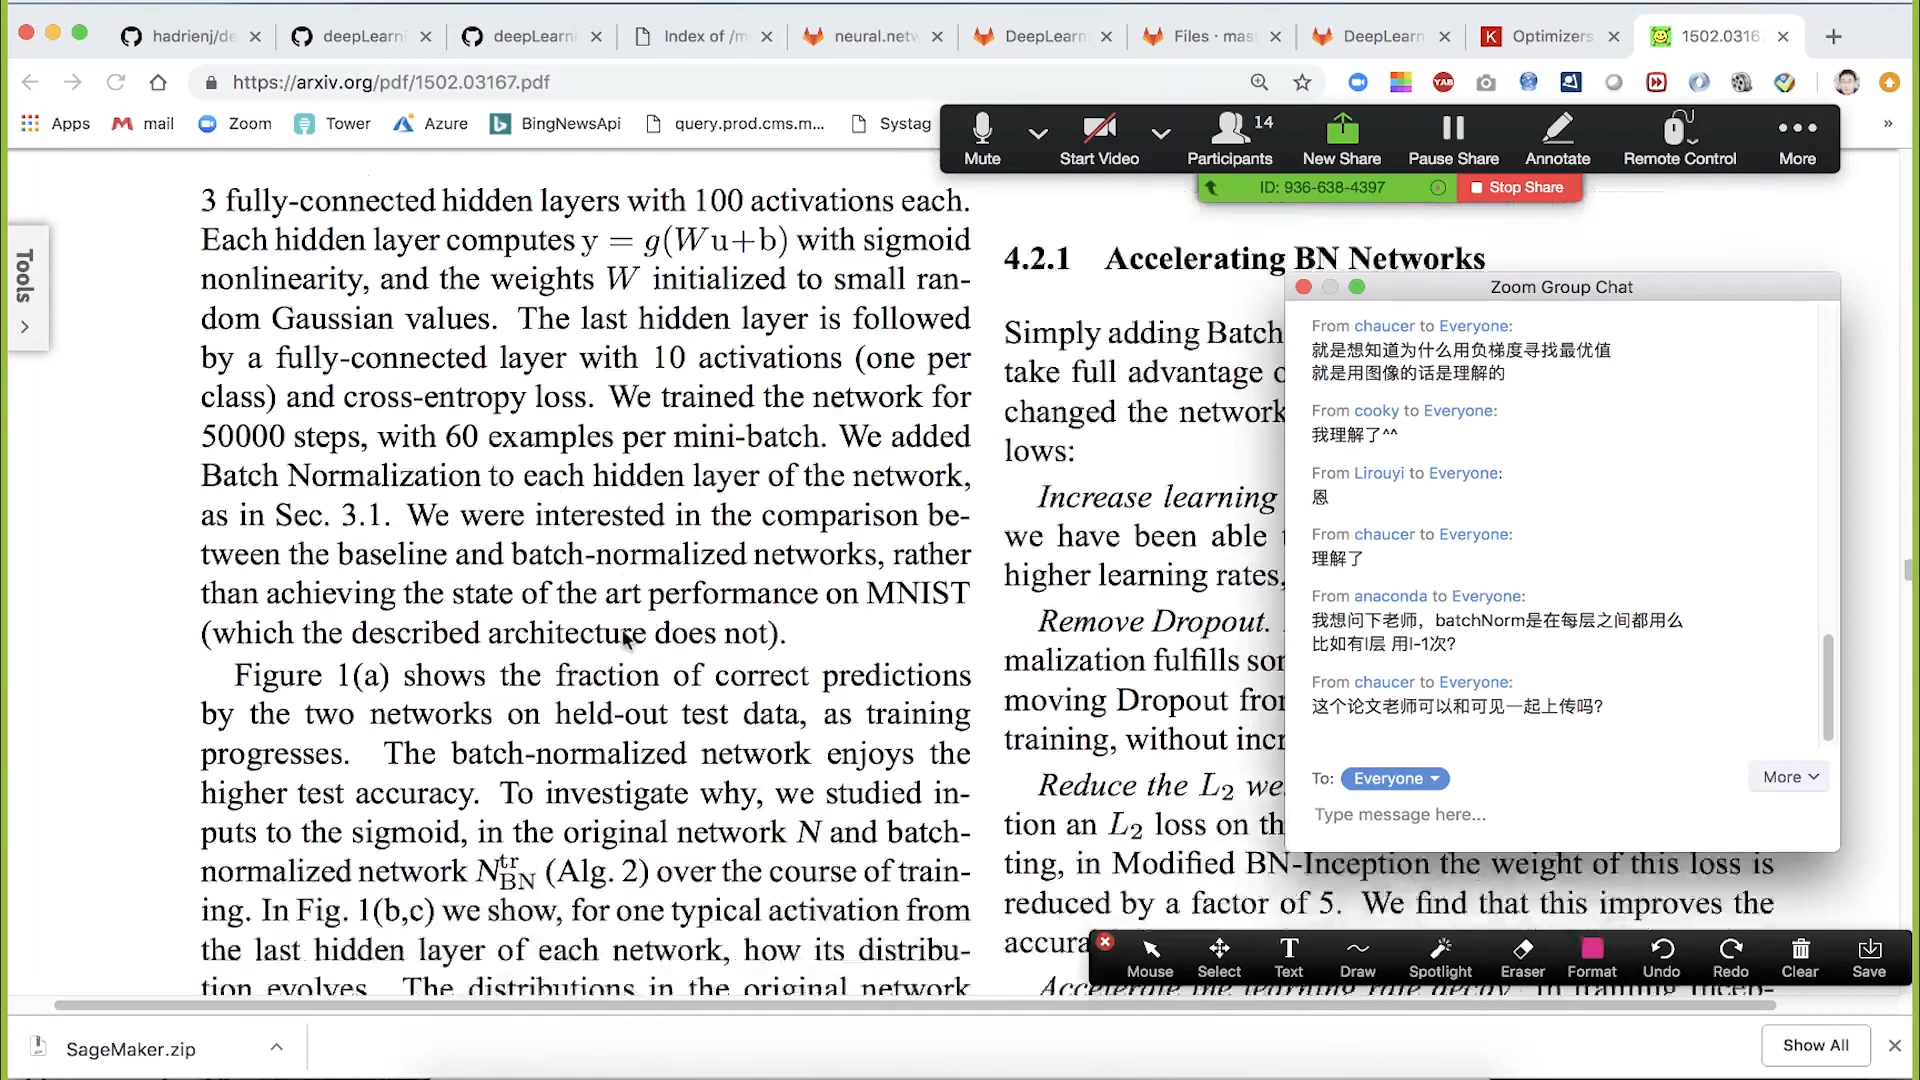 hadrienj/de
deepLearni
deepLearni
Index of /m
neural.netw
DeepLearn
Files · mas
DeepLearn
Optimizers
1502.0316
https://arxiv.org/pdf/1502.03167.pdf
Apps
mail
Zoom
Tower
Azure
BingNewsApi
query.prod.cms.m...
Systag
»
Mute
Start Video
14
Participants
New Share
Pause Share
Annotate
Remote Control
More
ID: 936-638-4397
Stop Share
Tools
3 fully-connected hidden layers with 100 activations each.
Each hidden layer computes y = g(Wu+b) with sigmoid
nonlinearity, and the weights W initialized to small ran-
dom Gaussian values. The last hidden layer is followed
by a fully-connected layer with 10 activations (one per
class) and cross-entropy loss. We trained the network for
50000 steps, with 60 examples per mini-batch. We added
Batch Normalization to each hidden layer of the network,
as in Sec. 3.1. We were interested in the comparison be-
tween the baseline and batch-normalized networks, rather
than achieving the state of the art performance on MNIST
(which the described architecture does not).
Figure 1(a) shows the fraction of correct predictions
by the two networks on held-out test data, as training
progresses. The batch-normalized network enjoys the
higher test accuracy. To investigate why, we studied in-
puts to the sigmoid, in the original network N and batch-
normalized network N^tr_BN (Alg. 2) over the course of train-
ing. In Fig. 1(b,c) we show, for one typical activation from
the last hidden layer of each network, how its distribu-
tion evolves. The distributions in the original network
4.2.1 Accelerating BN Networks
Simply adding Batch
take full advantage o
changed the network
lows:
Increase learning
we have been able t
higher learning rates,
Remove Dropout.
malization fulfills sor
moving Dropout fror
training, without incr
Reduce the L2 we
tion an L2 loss on th
ting, in Modified BN-Inception the weight of this loss is
reduced by a factor of 5. We find that this improves the
accura
Accelerate the learning rate decay.
Zoom Group Chat
From chaucer to Everyone:
就是想知道为什么用负梯度寻找最优值
就是用图像的话是理解的
From cooky to Everyone:
我理解了^^
From Lirouyi to Everyone:
恩
From chaucer to Everyone:
理解了
From anaconda to Everyone:
我想问下老师，batchNorm是在每层之间都用么
比如有l层 用l-1次?
From chaucer to Everyone:
这个论文老师可以和可见一起上传吗?
To: Everyone
More
Type message here...
Mouse
Select
Text
Draw
Spotlight
Eraser
Format
Undo
Redo
Clear
Save
SageMaker.zip
Show All